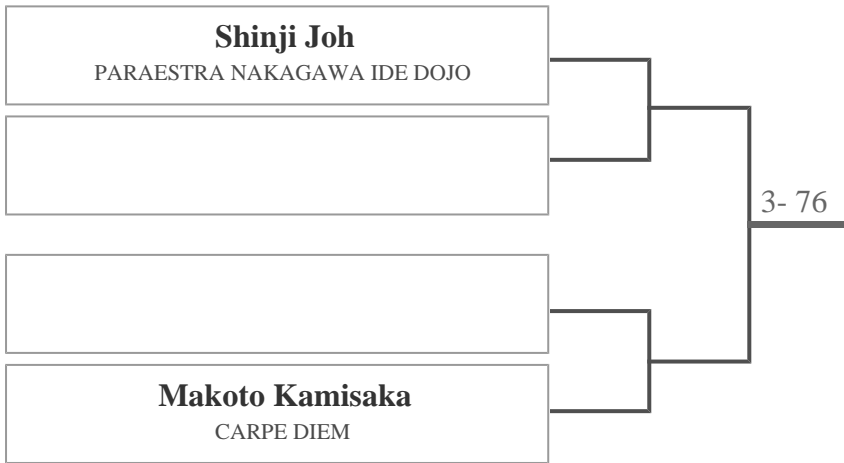 Shinji Joh
PARAESTRA NAKAGAWA IDE DOJO
3- 76
Makoto Kamisaka
CARPE DIEM